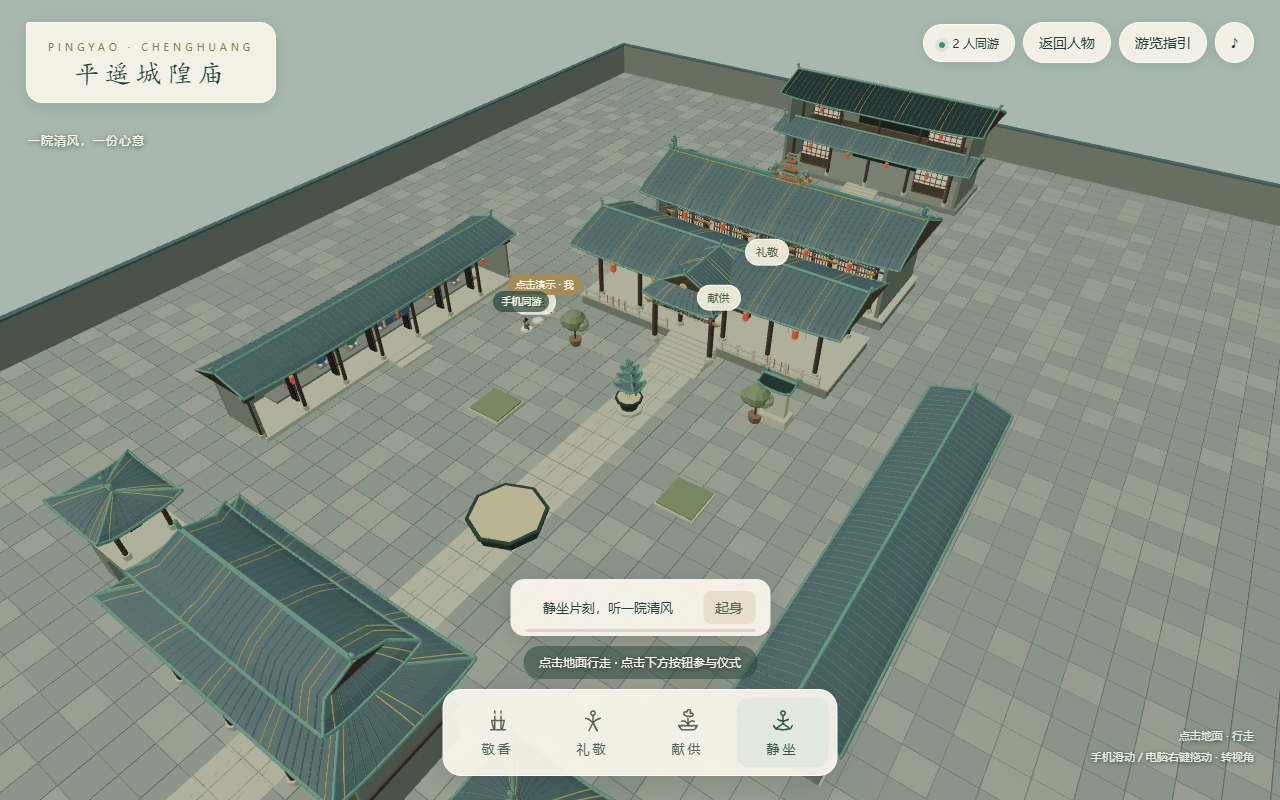 PINGYAO · CHENGHUANG
平遥城隍庙
一院清风，一份心意
2 人同游
返回人物
游览指引
♪
礼敬
献供
点击演示 · 我
手机同游
静坐片刻，听一院清风
起身
点击地面行走 · 点击下方按钮参与仪式
敬香
礼敬
献供
静坐
点击地面 · 行走
手机滑动 / 电脑右键拖动 · 转视角